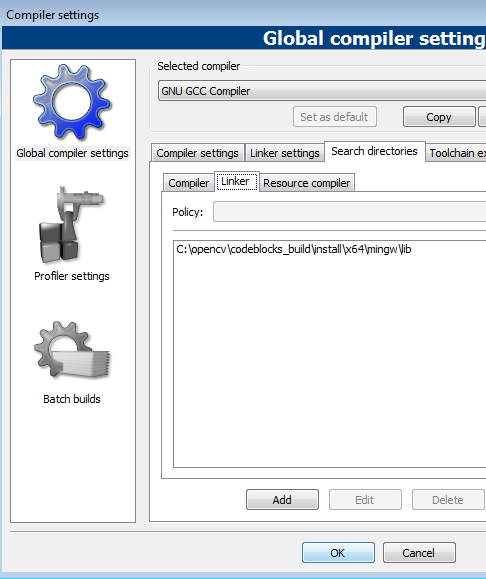 Compiler settings
Global compiler setting
Selected compiler
GNU GCC Compiler
Set as default
Copy
Global compiler settings
Compiler settings
Linker settings
Search directories
Toolchain ex
Compiler
Linker
Resource compiler
Policy:
C:\opencv\codeblocks_build\install\x64\mingw\lib
Profiler settings
Batch builds
Add
Edit
Delete
OK
Cancel